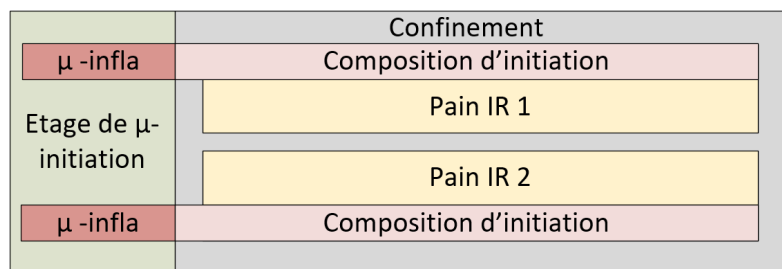 Confinement
µ -infla
Composition d’initiation
Pain IR 1
Etage de µ-
initiation
Pain IR 2
µ -infla
Composition d’initiation